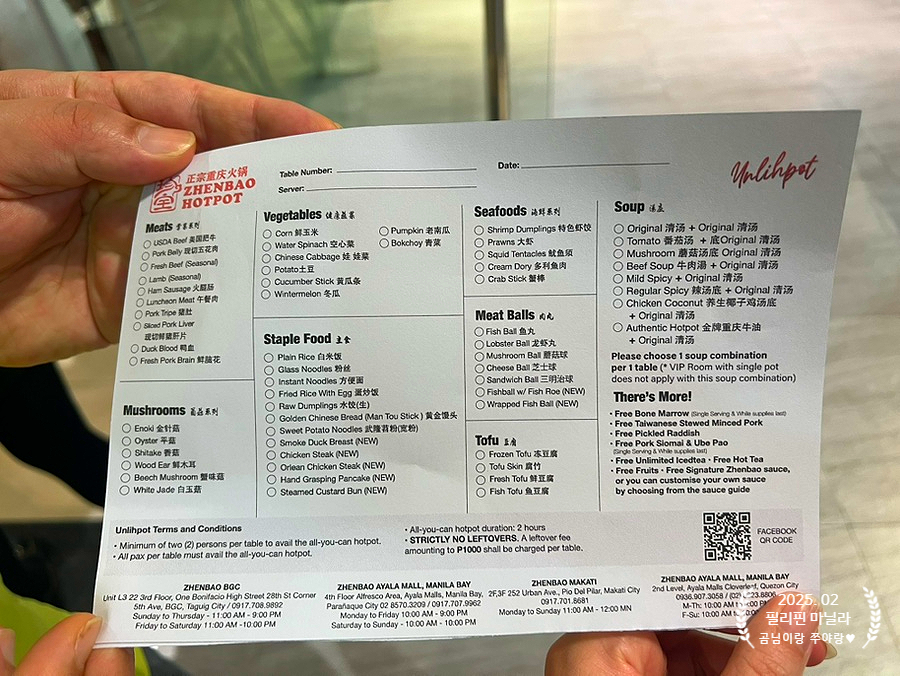 正宗重庆火锅
ZHENBAO
HOTPOT
Table Number:
Server:
Date:
Unlihpot
Meats
USDA Beef 美国肥牛
Pork Belly 现切五花肉
Fresh Beef (Seasonal)
Lamb (Seasonal)
Ham Sausage 火腿肠
Luncheon Meat 午餐肉
Pork Tripe 猪肚
Sliced Pork Liver
现切鲜猪肝片
Duck Blood 鸭血
Fresh Pork Brain 鲜脑花
Mushrooms 菌菇系列
Enoki 金针菇
Oyster 平菇
Shitake 香菇
Wood Ear 鲜木耳
Beech Mushroom 蟹味菇
White Jade 白玉菇
Vegetables 健康蔬菜
Corn 鲜玉米
Water Spinach 空心菜
Chinese Cabbage 娃娃菜
Potato土豆
Cucumber Stick 黄瓜条
Wintermelon 冬瓜
Pumpkin 老南瓜
Bokchoy 青菜
Staple Food 主食
Plain Rice 白米饭
Glass Noodles 粉丝
Instant Noodles 方便面
Fried Rice With Egg 蛋炒饭
Raw Dumplings 水饺(生)
Golden Chinese Bread (Man Tou Stick ) 黄金馒头
Sweet Potato Noodles 武隆苕粉(宽粉)
Smoke Duck Breast (NEW)
Chicken Steak (NEW)
Orlean Chicken Steak (NEW)
Hand Grasping Pancake (NEW)
Steamed Custard Bun (NEW)
Seafoods 海鲜系列
Shrimp Dumplings 特色虾饺
Prawns 大虾
Squid Tentacles 鱿鱼须
Cream Dory 多利鱼肉
Crab Stick 蟹棒
Meat Balls 肉丸
Fish Ball 鱼丸
Lobster Ball 龙虾丸
Mushroom Ball 蘑菇球
Cheese Ball 芝士球
Sandwich Ball 三明治球
Fishball w/ Fish Roe (NEW)
Wrapped Fish Ball (NEW)
Tofu 豆腐
Frozen Tofu 冻豆腐
Tofu Skin 腐竹
Fresh Tofu 鲜豆腐
Fish Tofu 鱼豆腐
Soup 汤底
Original 清汤 + Original 清汤
Tomato 番茄汤 + 底Original 清汤
Mushroom 蘑菇汤底 Original 清汤
Beef Soup 牛肉湯 + Original 清汤
Mild Spicy + Original 清汤
Regular Spicy 辣汤底 + Original 清汤
Chicken Coconut 养生椰子鸡汤底
+ Original 清汤
Authentic Hotpot 金牌重庆牛油
+ Original 清汤
Please choose 1 soup combination
per 1 table (* VIP Room with single pot
does not apply with this soup combination)
There's More!
• Free Bone Marrow (Single Serving & While supplies last)
• Free Taiwanese Stewed Minced Pork
• Free Pickled Raddish
• Free Pork Siomai & Ube Pao
(Single Serving & While supplies last)
• Free Unlimited Icedtea • Free Hot Tea
• Free Fruits • Free Signature Zhenbao sauce,
or you can customise your own sauce
by choosing from the sauce guide
Unlihpot Terms and Conditions
• Minimum of two (2) persons per table to avail the all-you-can-hotpot.
• All pax per table must avail the all-you-can-hotpot.
• All-you-can hotpot duration: 2 hours
• STRICTLY NO LEFTOVERS. A leftover fee
amounting to P1000 shall be charged per table.
FACEBOOK
QR CODE
ZHENBAO BGC
Unit L3 22 3rd Floor, One Bonifacio High Street 28th St Corner
5th Ave, BGC, Taguig City / 0917.708.9892
Sunday to Thursday - 11:00 AM - 9:00 PM
Friday to Saturday 11:00 AM - 10:00 PM
ZHENBAO AYALA MALL, MANILA BAY
4th Floor Alfresco Area, Ayala Malls, Manila Bay,
Parañaque City 02 8570.3209 / 0917.707.9962
Monday to Friday 10:00 AM - 9:00 PM
Saturday to Sunday - 10:00 AM - 10:00 PM
ZHENBAO MAKATI
2F,3F 252 Urban Ave., Pio Del Pilar, Makati City
0917.701.8681
Monday to Sunday 11:00 AM - 12:00 MN
ZHENBAO AYALA MALL, MANILA BAY
2nd Level, Ayala Malls Cloverleaf, Quezon City
0936.907.3058 / (02)
M-Th: 10:00 AM
F-Su: 10:00 AM
2025. 02
필리핀 마닐라
곰님이랑 쭈야랑♥